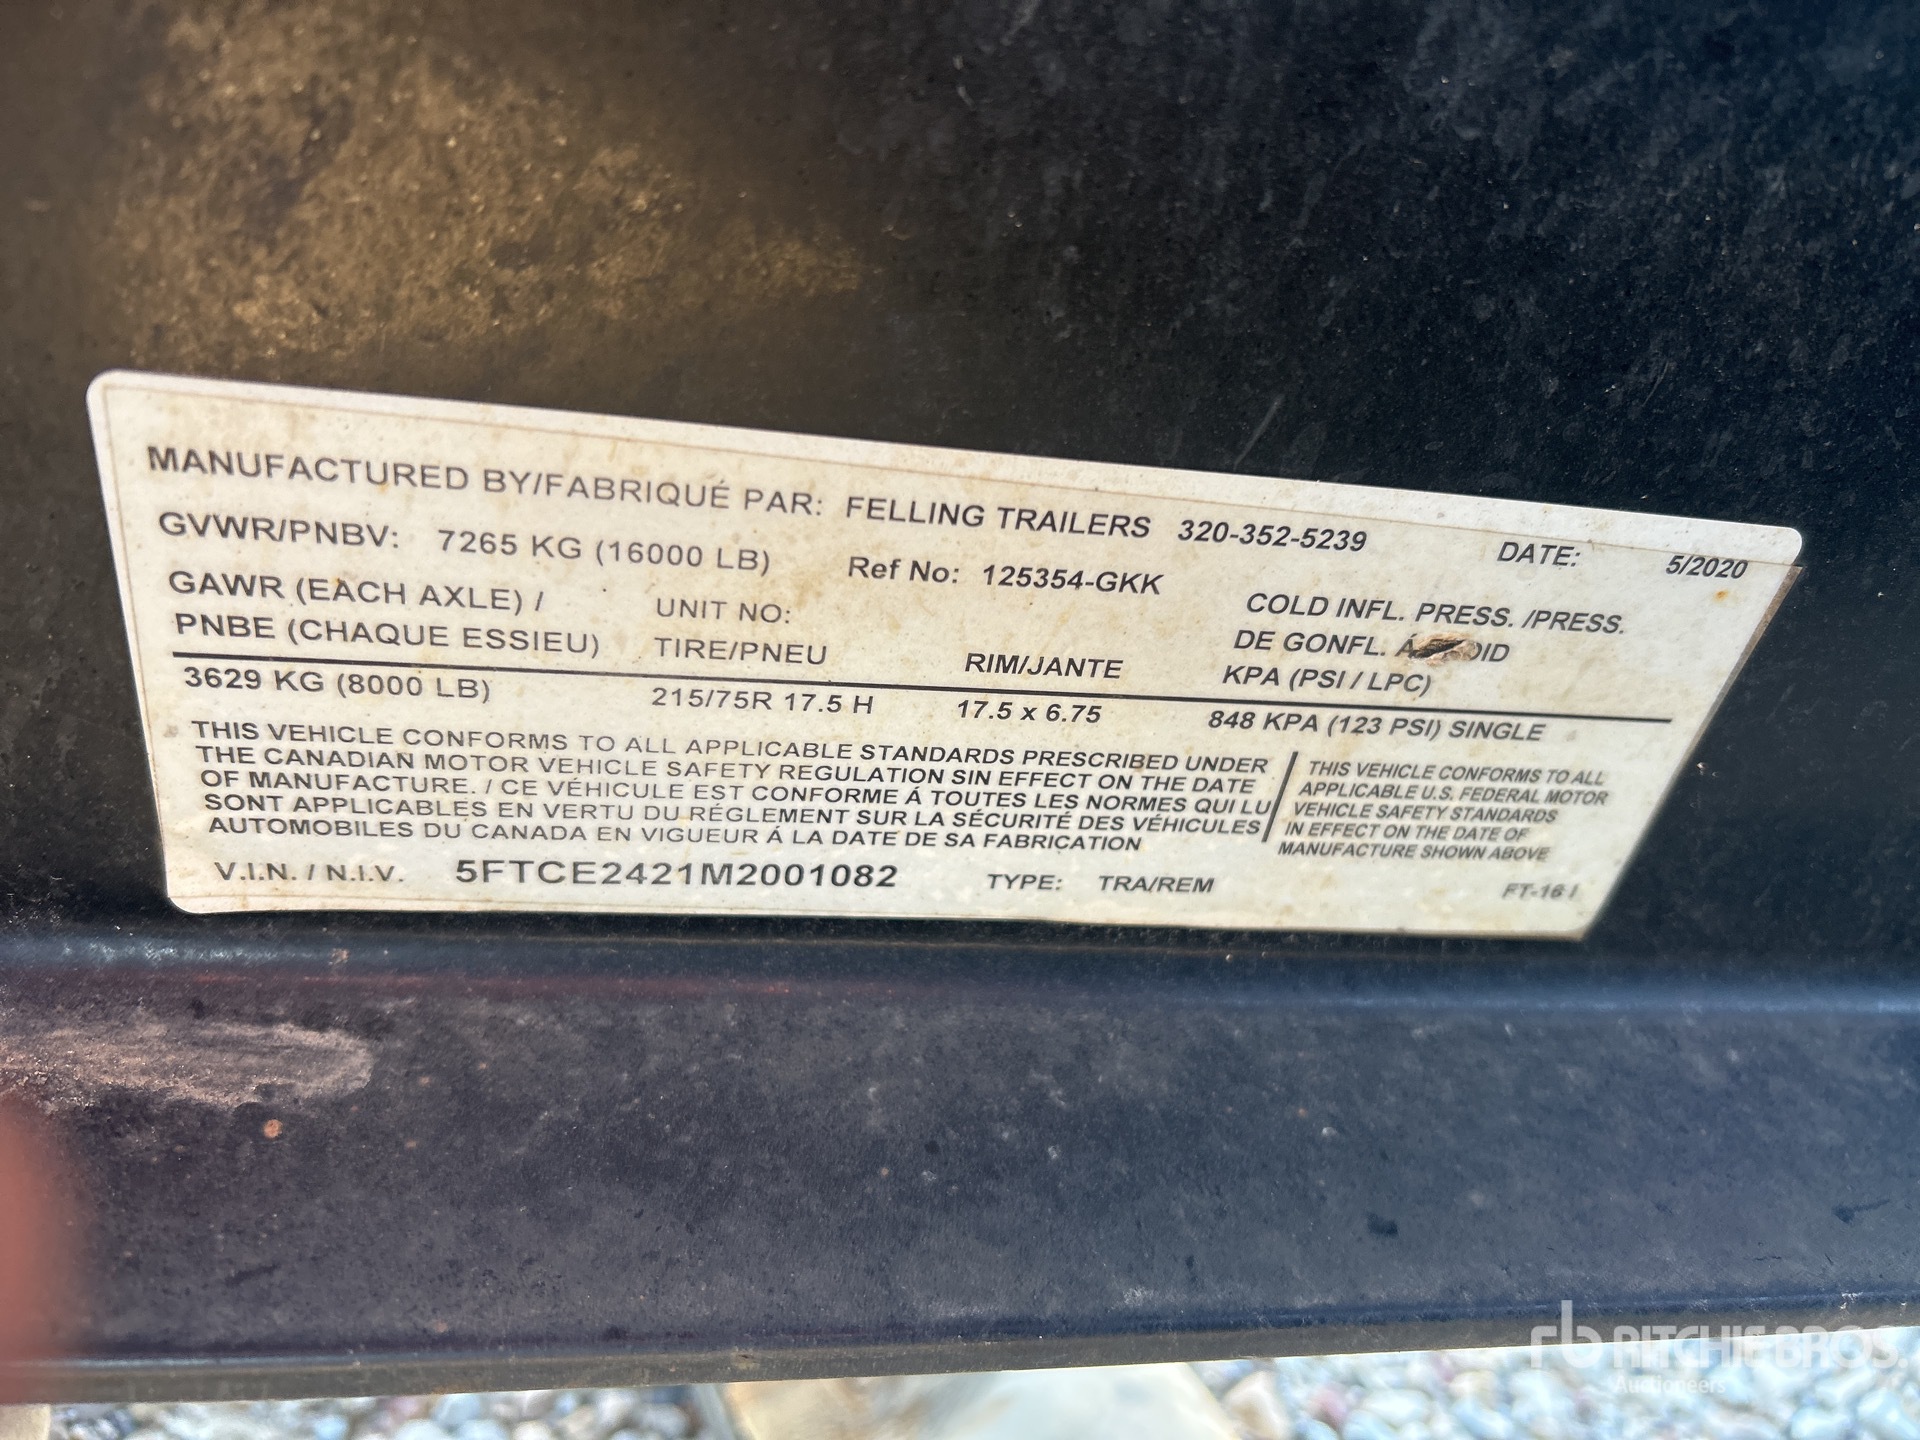 MANUFACTURED BY/FABRIQUÉ PAR: FELLING TRAILERS 320-352-5239 DATE: 5/2020
GVWR/PNBV: 7265 KG (16000 LB) Ref No: 125354-GKK
GAWR (EACH AXLE) / UNIT NO: COLD INFL. PRESS. /PRESS.
PNBE (CHAQUE ESSIEU) TIRE/PNEU RIM/JANTE DE GONFL. Á
KPA (PSI / LPC)
3629 KG (8000 LB) 215/75R 17.5 H 17.5 x 6.75 848 KPA (123 PSI) SINGLE
THIS VEHICLE CONFORMS TO ALL APPLICABLE STANDARDS PRESCRIBED UNDER
THE CANADIAN MOTOR VEHICLE SAFETY REGULATION SIN EFFECT ON THE DATE
OF MANUFACTURE. / CE VÉHICULE EST CONFORME Á TOUTES LES NORMES QUI LU
SONT APPLICABLES EN VERTU DU RÉGLEMENT SUR LA SÉCURITÉ DES VÉHICULES
AUTOMOBILES DU CANADA EN VIGUEUR Á LA DATE DE SA FABRICATION
THIS VEHICLE CONFORMS TO ALL
APPLICABLE U.S. FEDERAL MOTOR
VEHICLE SAFETY STANDARDS
IN EFFECT ON THE DATE OF
MANUFACTURE SHOWN ABOVE
V.I.N. / N.I.V. 5FTCE2421M2001082 TYPE: TRA/REM FT-16 I
rb RITCHIE BROS.
Auctioneers